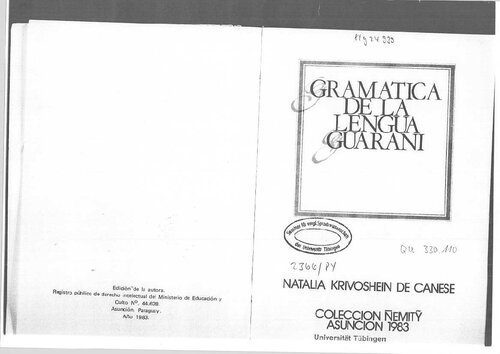 Edición de la autora.
Registro público de derecho intelectual del Ministerio de Educación y
Culto Nº. 44.408.
Asunción, Paraguay.
Año 1983.
GRAMATICA
DE LA
LENGUA
GUARANI
2366/84
NATALIA KRIVOSHEIN DE CANESE
COLECCION ÑEMITỸ
ASUNCION 1983
Universität Tübingen